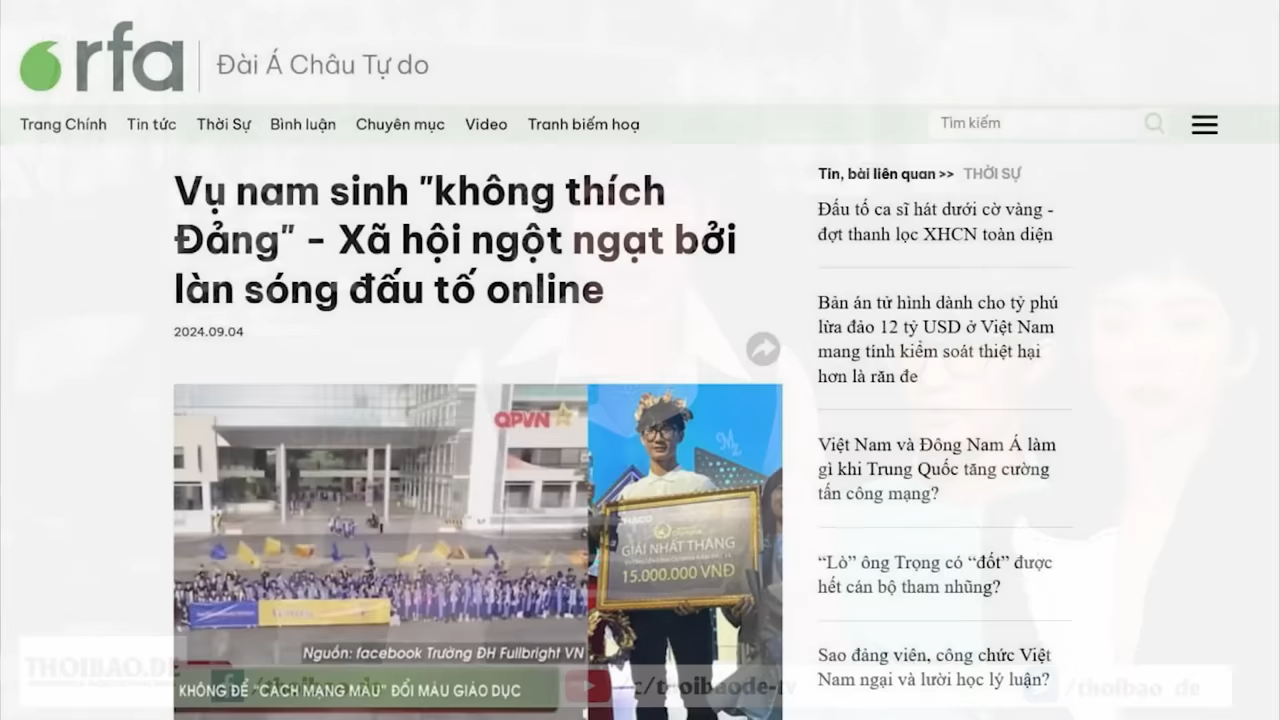 rfa
Đài Á Châu Tự do
Trang Chính Tin tức Thời Sự Bình luận Chuyên mục Video Tranh biếm hoạ
Tìm kiếm
Vụ nam sinh "không thích
Đảng" - Xã hội ngột ngạt bởi
làn sóng đấu tố online
2024.09.04
QPVN
GIẢI NHẤT THÁNG
15.000.000 VNĐ
Nguồn: facebook Trường ĐH Fullbright VN
KHÔNG ĐỂ "CÁCH MẠNG MÀU" ĐỔI MÀU GIÁO DỤC
Tin, bài liên quan >> THỜI SỰ
Đấu tố ca sĩ hát dưới cờ vàng -
đợt thanh lọc XHCN toàn diện
Bản án tử hình dành cho tỷ phú
lừa đảo 12 tỷ USD ở Việt Nam
mang tính kiểm soát thiệt hại
hơn là răn đe
Việt Nam và Đông Nam Á làm
gì khi Trung Quốc tăng cường
tấn công mạng?
“Lò” ông Trọng có “đốt” được
hết cán bộ tham nhũng?
Sao đảng viên, công chức Việt
Nam ngại và lười học lý luận?
THOIBAO.DE
/thoibao.de
/thoibaode-tv
/thoibao_de